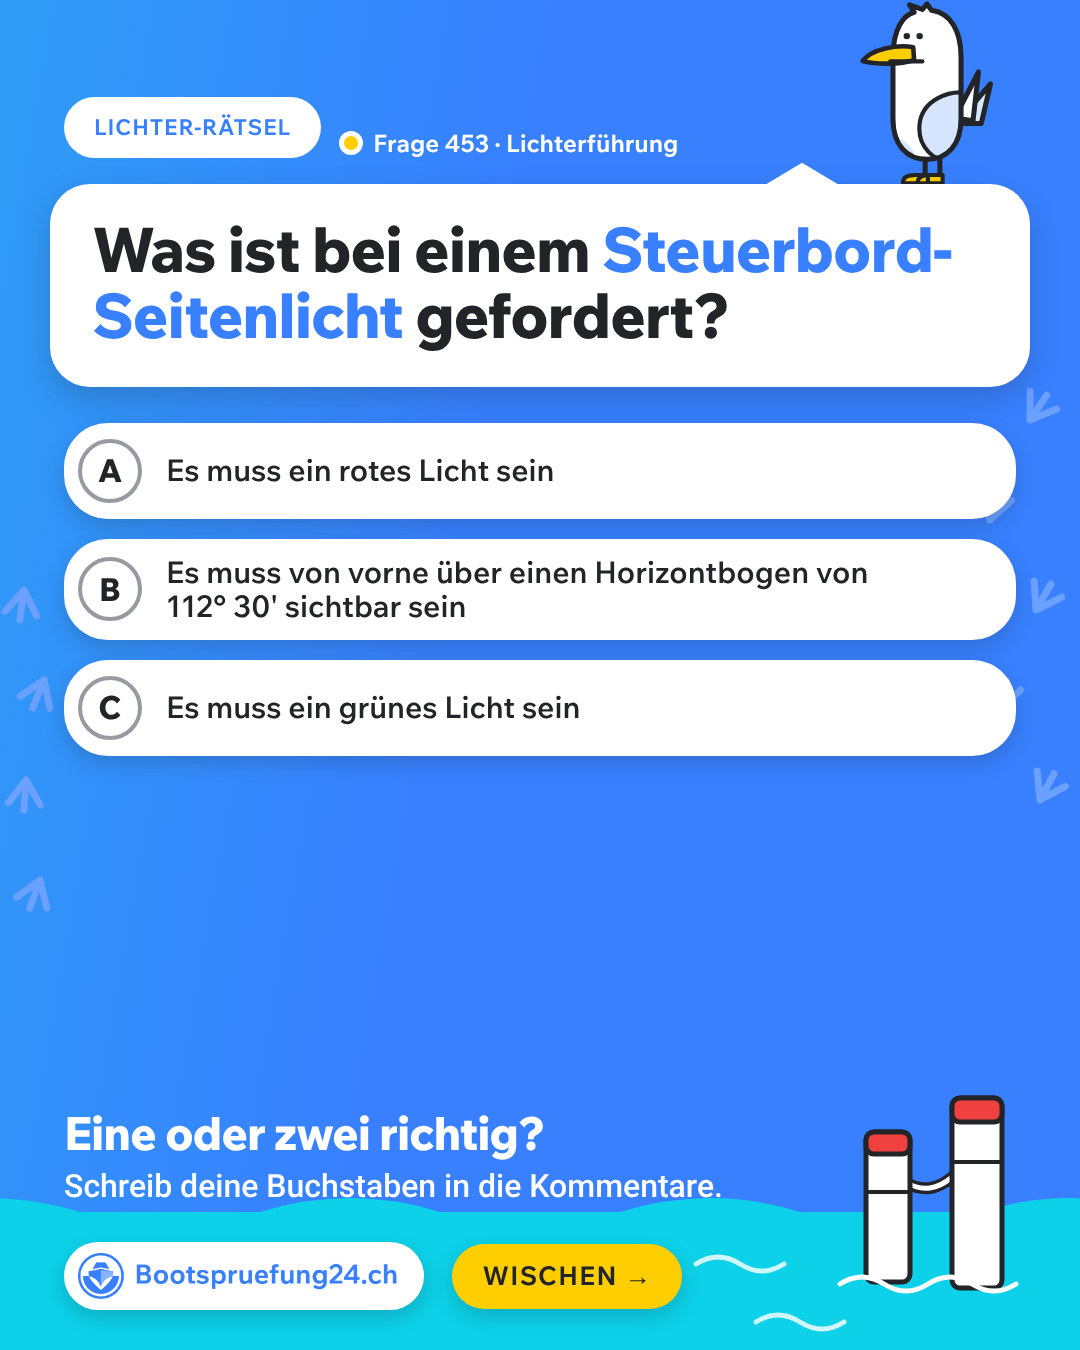 LICHTER-RÄTSEL
Frage 453 · Lichterführung
Was ist bei einem Steuerbord-
Seitenlicht gefordert?
A Es muss ein rotes Licht sein
B Es muss von vorne über einen Horizontbogen von
112° 30' sichtbar sein
C Es muss ein grünes Licht sein
Eine oder zwei richtig?
Schreib deine Buchstaben in die Kommentare.
Bootspruefung24.ch
WISCHEN →